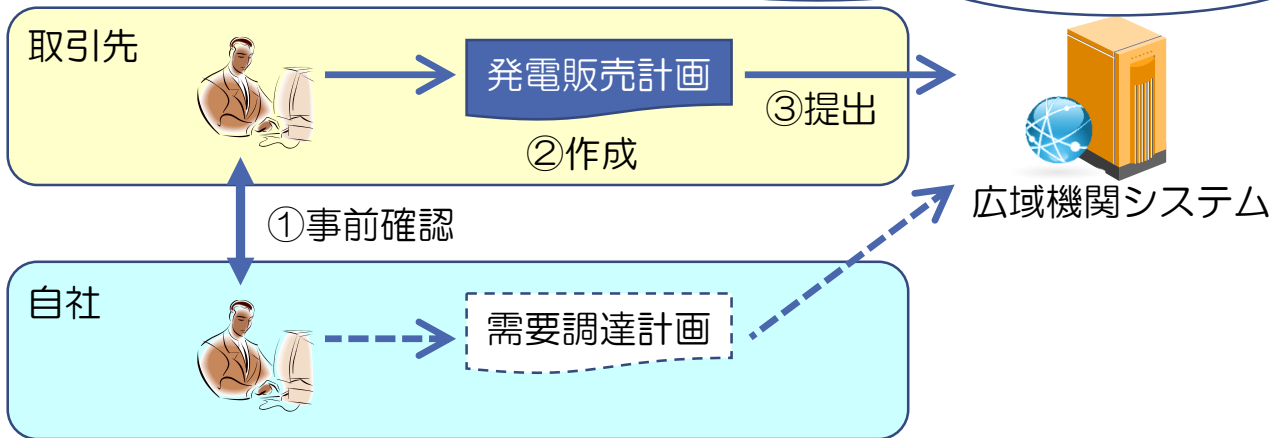 取引先
発電販売計画
③提出
②作成
広域機関システム
①事前確認
自社
需要調達計画